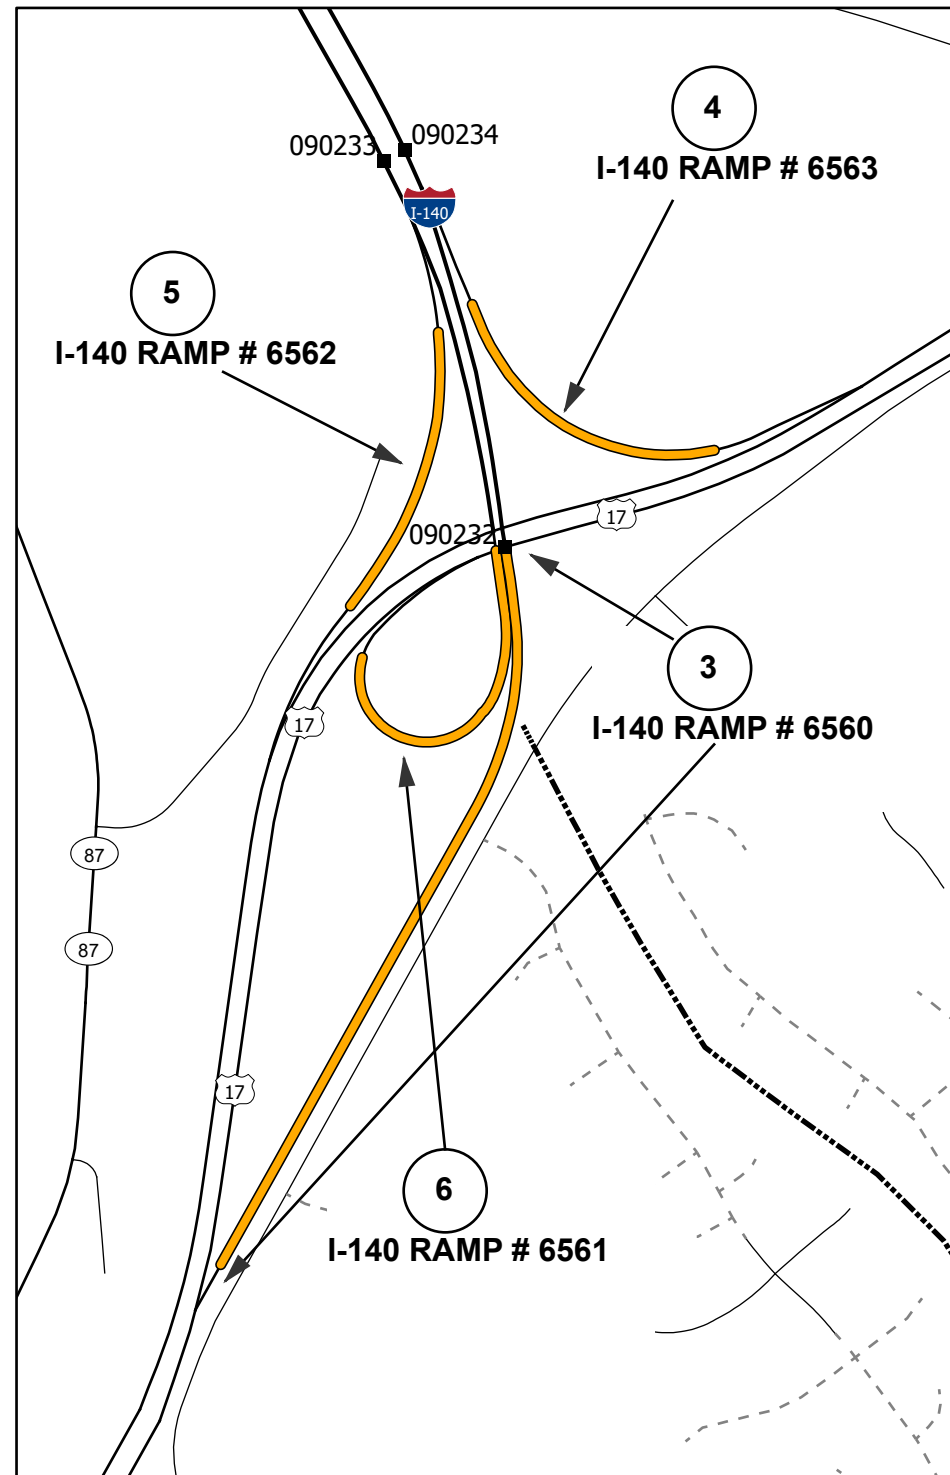 4
090234
090233
I-140 RAMP # 6563
I-140
5
I-140 RAMP # 6562
17
090232
3
17
I-140 RAMP # 6560
87
87
17
6
I-140 RAMP # 6561